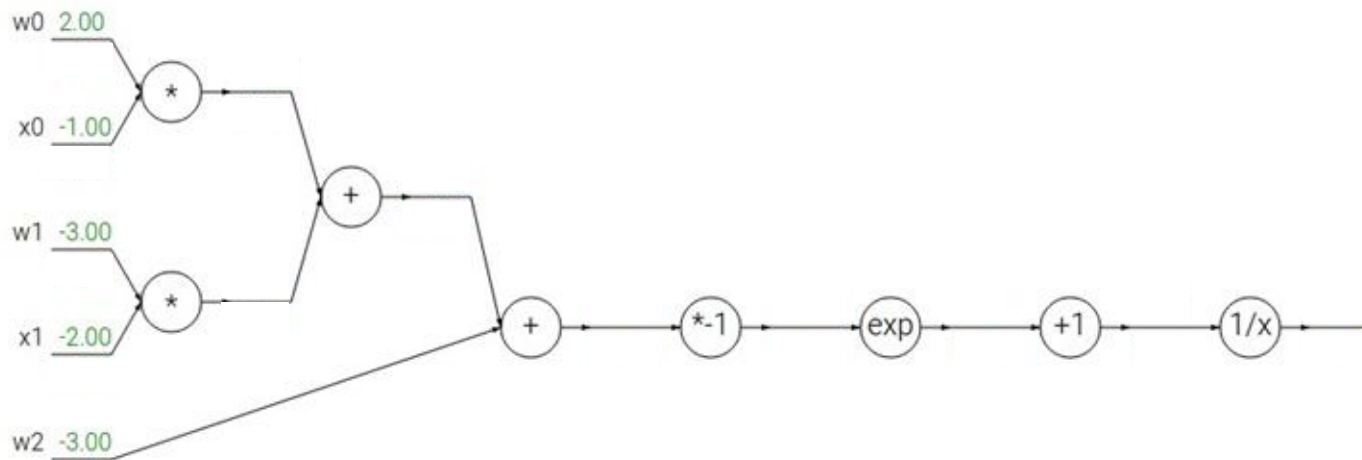 w0 2.00
*
x0 -1.00
+
w1 -3.00
*
x1 -2.00
+ *-1 exp +1 1/x
w2 -3.00